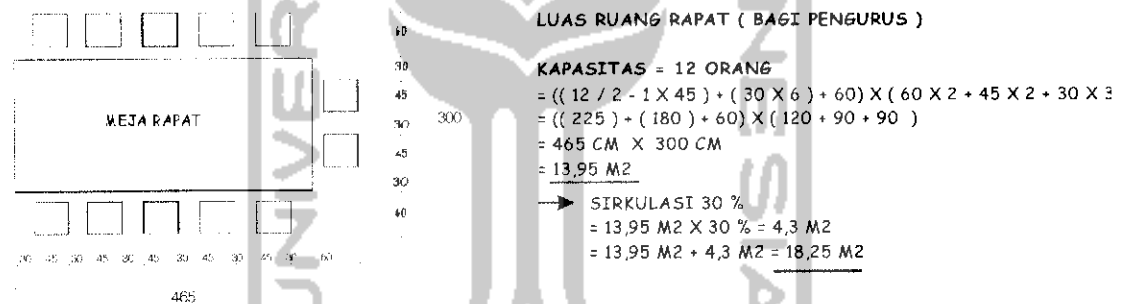 LUAS RUANG RAPAT ( BAGI PENGURUS )
KAPASITAS = 12 ORANG
= (( 12 / 2 - 1 X 45 ) + ( 30 X 6 ) + 60) X ( 60 X 2 + 45 X 2 + 30 X 3
= (( 225 ) + ( 180 ) + 60) X ( 120 + 90 + 90 )
= 465 CM X 300 CM
= 13,95 M2
SIRKULASI 30 %
= 13,95 M2 X 30 % = 4,3 M2
= 13,95 M2 + 4,3 M2 = 18,25 M2
MEJA RAPAT
60
30
45
30
45
30
60
300
30 45 30 45 30 45 30 45 30 45 30 60
465
UNIVER
NESIA